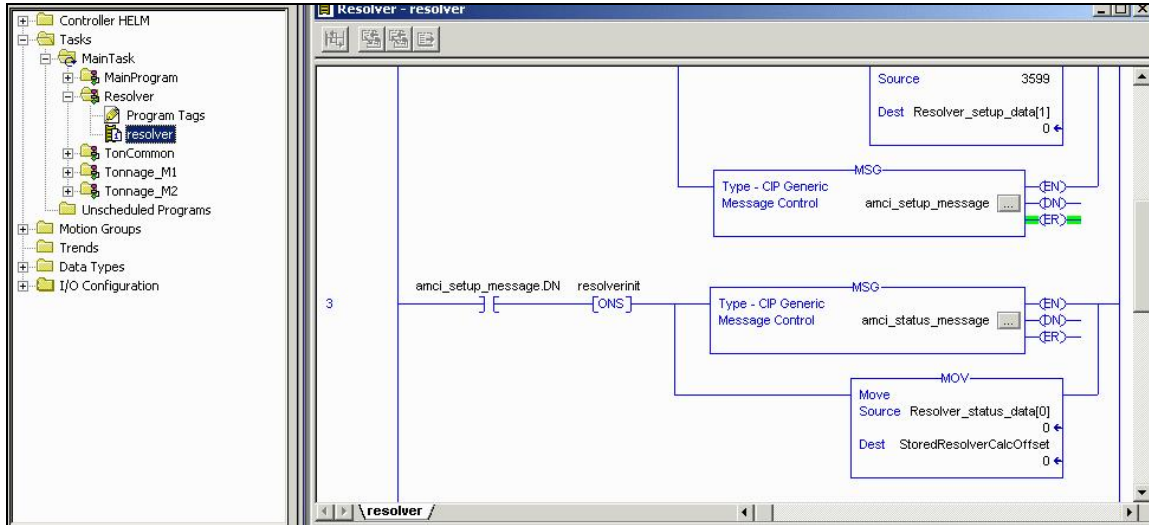 Controller HELM
Tasks
MainTask
MainProgram
Resolver
Program Tags
resolver
TonCommon
Tonnage_M1
Tonnage_M2
Unscheduled Programs
Motion Groups
Trends
Data Types
I/O Configuration
Resolver - resolver
Source 3599
Dest Resolver_setup_data[1]
0
MSG
Type - CIP Generic
Message Control amci_setup_message ...
EN
DN
ER
3
amci_setup_message.DN resolverinit
ONS
MSG
Type - CIP Generic
Message Control amci_status_message ...
EN
DN
ER
MOV
Move
Source Resolver_status_data[0]
0
Dest StoredResolverCalcOffset
0
resolver